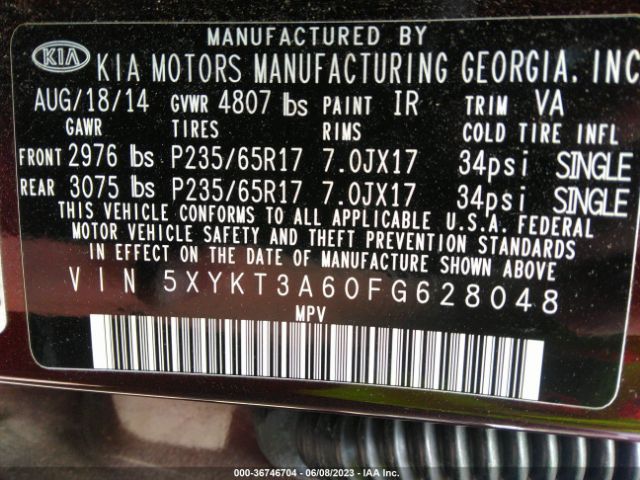 MANUFACTURED BY
KIA KIA MOTORS MANUFACTURING GEORGIA, INC
AUG/18/14 GVWR 4807 lbs PAINT IR TRIM VA
GAWR TIRES RIMS COLD TIRE INFL
FRONT 2976 lbs P235/65R17 7.0JX17 34psi SINGLE
REAR 3075 lbs P235/65R17 7.0JX17 34psi SINGLE
THIS VEHICLE CONFORMS TO ALL APPLICABLE U.S.A. FEDERAL
MOTOR VEHICLE SAFETY AND THEFT PREVENTION STANDARDS
IN EFFECT ON THE DATE OF MANUFACTURE SHOWN ABOVE
VIN 5XYKT3A60FG628048
MPV
000-36746704 - 06/08/2023 - IAA Inc.